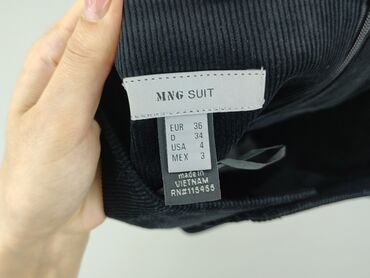 MNG SUIT
EUR 36
D 34
USA 4
MEX 3
made in
VIETNAM
RN#115455